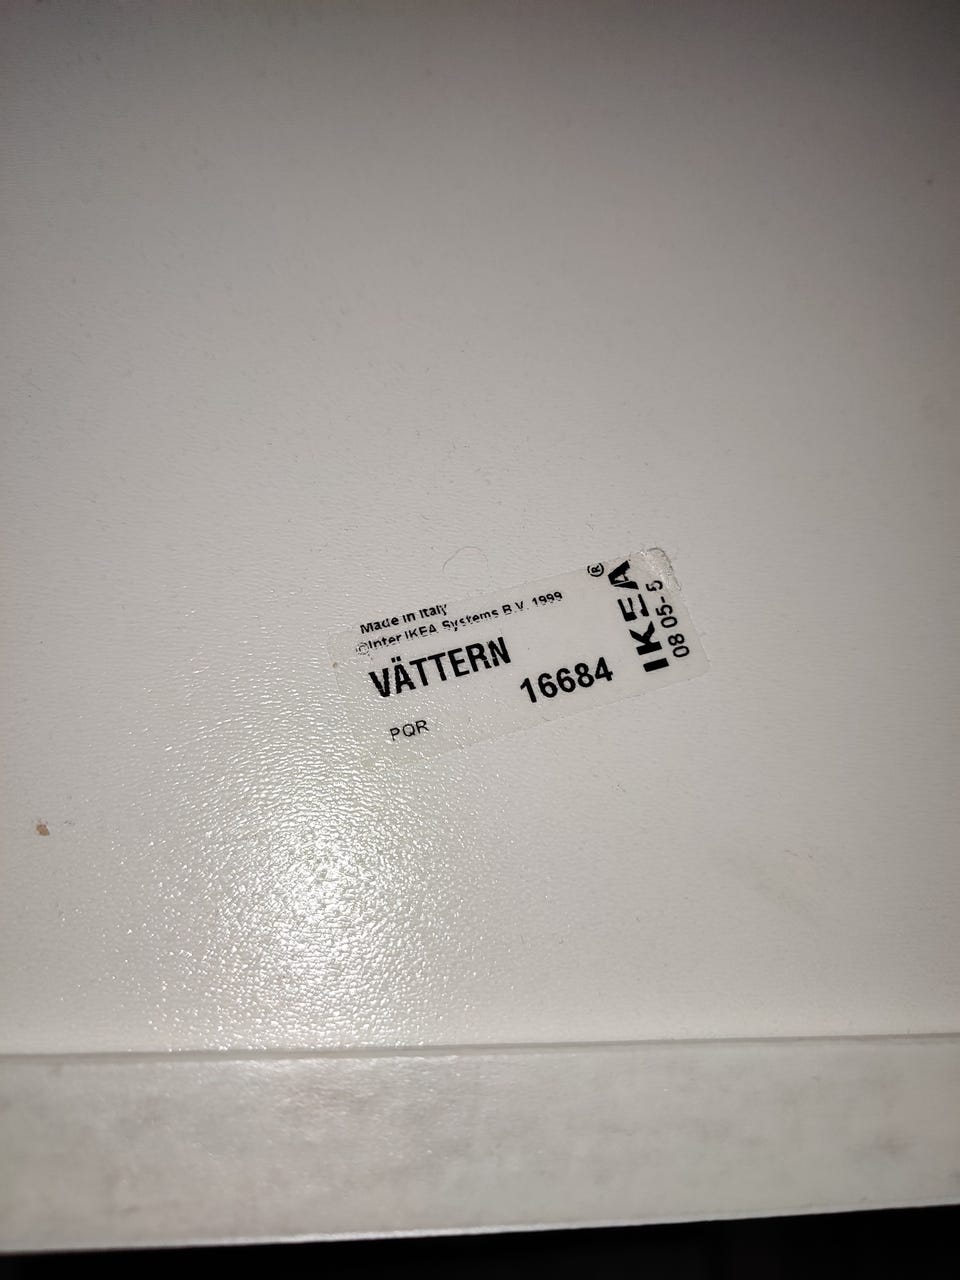 Made in Italy
©Inter IKEA Systems B.V. 1999
VÄTTERN
16684
PQR
IKEA®
08 05- 5